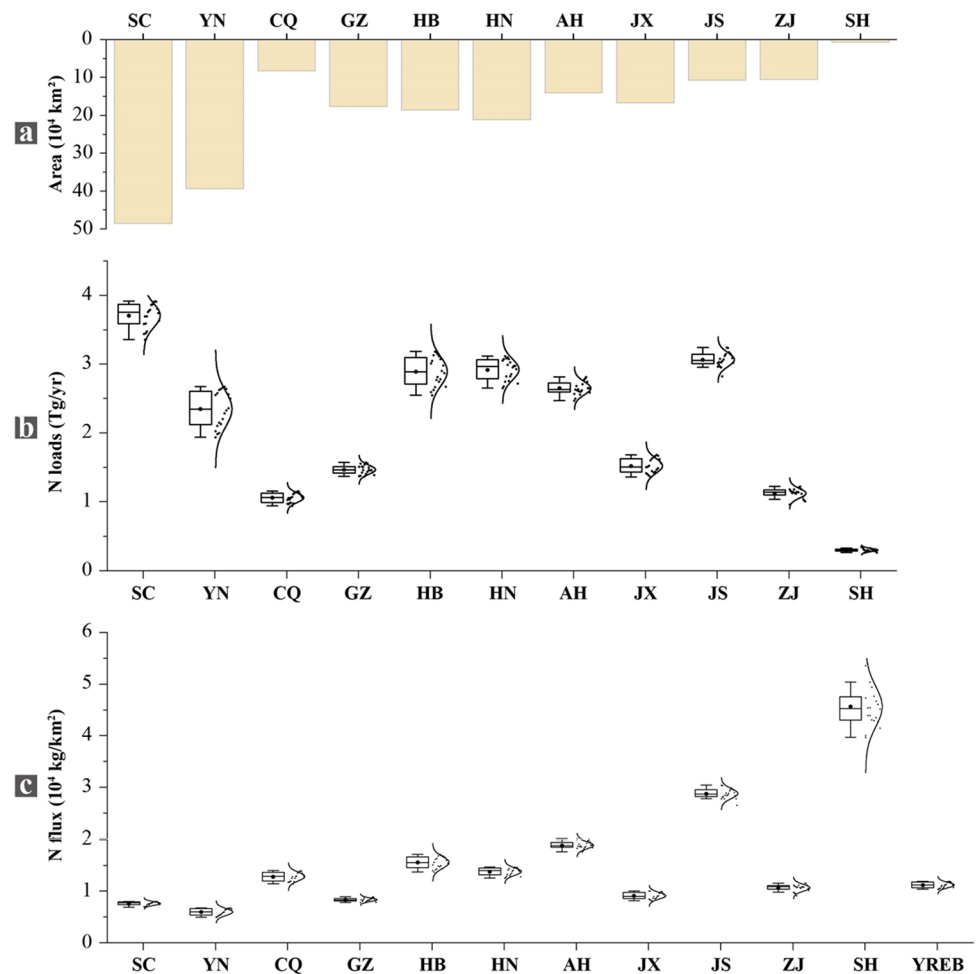 SC YN CQ GZ HB HN AH JX JS ZJ SH
0
10
20
30
40
50
Area (10⁴ km²)
a
4
3
2
1
0
N loads (Tg/yr)
b
SC YN CQ GZ HB HN AH JX JS ZJ SH
6
5
4
3
2
1
0
N flux (10⁴ kg/km²)
c
SC YN CQ GZ HB HN AH JX JS ZJ SH YREB